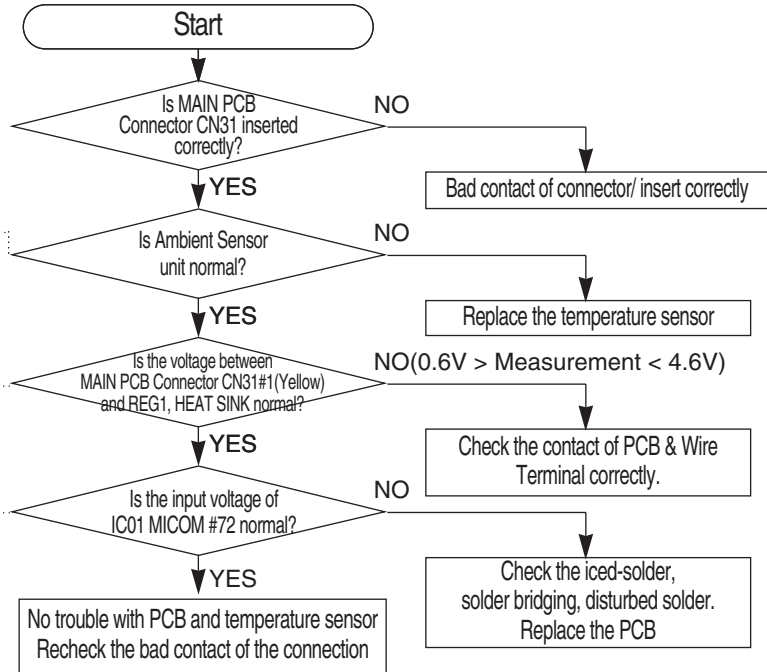 Start
Is MAIN PCB
Connector CN31 inserted
correctly?
NO
Bad contact of connector/ insert correctly
YES
Is Ambient Sensor
unit normal?
NO
Replace the temperature sensor
YES
Is the voltage between
MAIN PCB Connector CN31#1(Yellow)
and REG1, HEAT SINK normal?
NO(0.6V > Measurement < 4.6V)
Check the contact of PCB & Wire
Terminal correctly.
YES
Is the input voltage of
IC01 MICOM #72 normal?
NO
Check the iced-solder,
solder bridging, disturbed solder.
Replace the PCB
YES
No trouble with PCB and temperature sensor
Recheck the bad contact of the connection